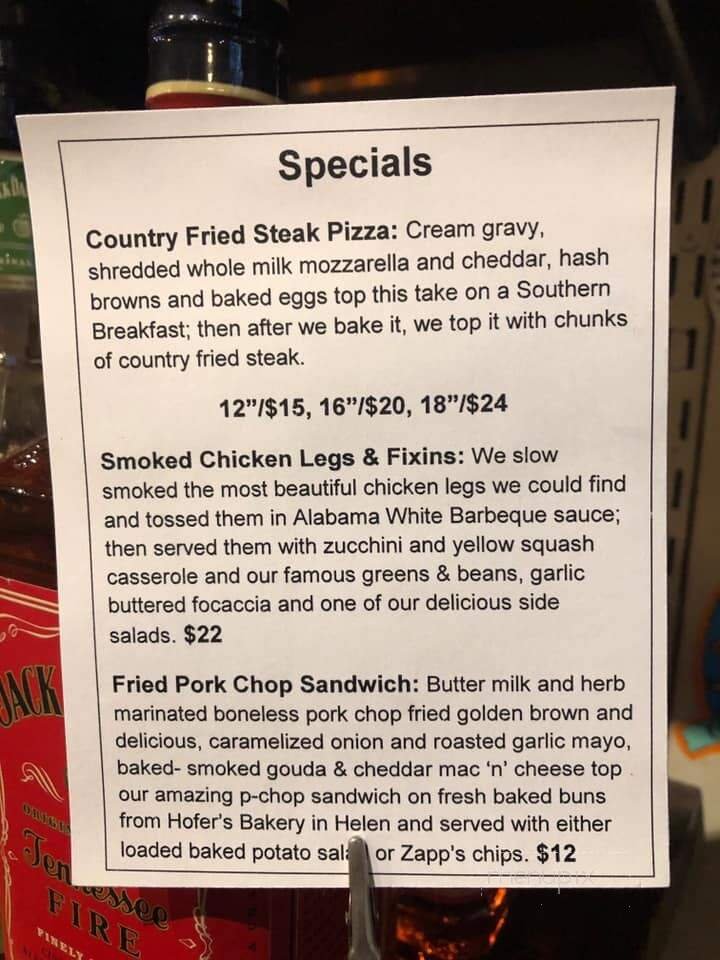 Specials
Country Fried Steak Pizza: Cream gravy,
shredded whole milk mozzarella and cheddar, hash
browns and baked eggs top this take on a Southern
Breakfast; then after we bake it, we top it with chunks
of country fried steak.
12”/$15, 16”/$20, 18”/$24
Smoked Chicken Legs & Fixins: We slow
smoked the most beautiful chicken legs we could find
and tossed them in Alabama White Barbeque sauce;
then served them with zucchini and yellow squash
casserole and our famous greens & beans, garlic
buttered focaccia and one of our delicious side
salads. $22
Fried Pork Chop Sandwich: Butter milk and herb
marinated boneless pork chop fried golden brown and
delicious, caramelized onion and roasted garlic mayo,
baked- smoked gouda & cheddar mac 'n' cheese top
our amazing p-chop sandwich on fresh baked buns
from Hofer's Bakery in Helen and served with either
loaded baked potato sala or Zapp's chips. $12
menupix
JACK
Tennessee
FIRE
FINELY